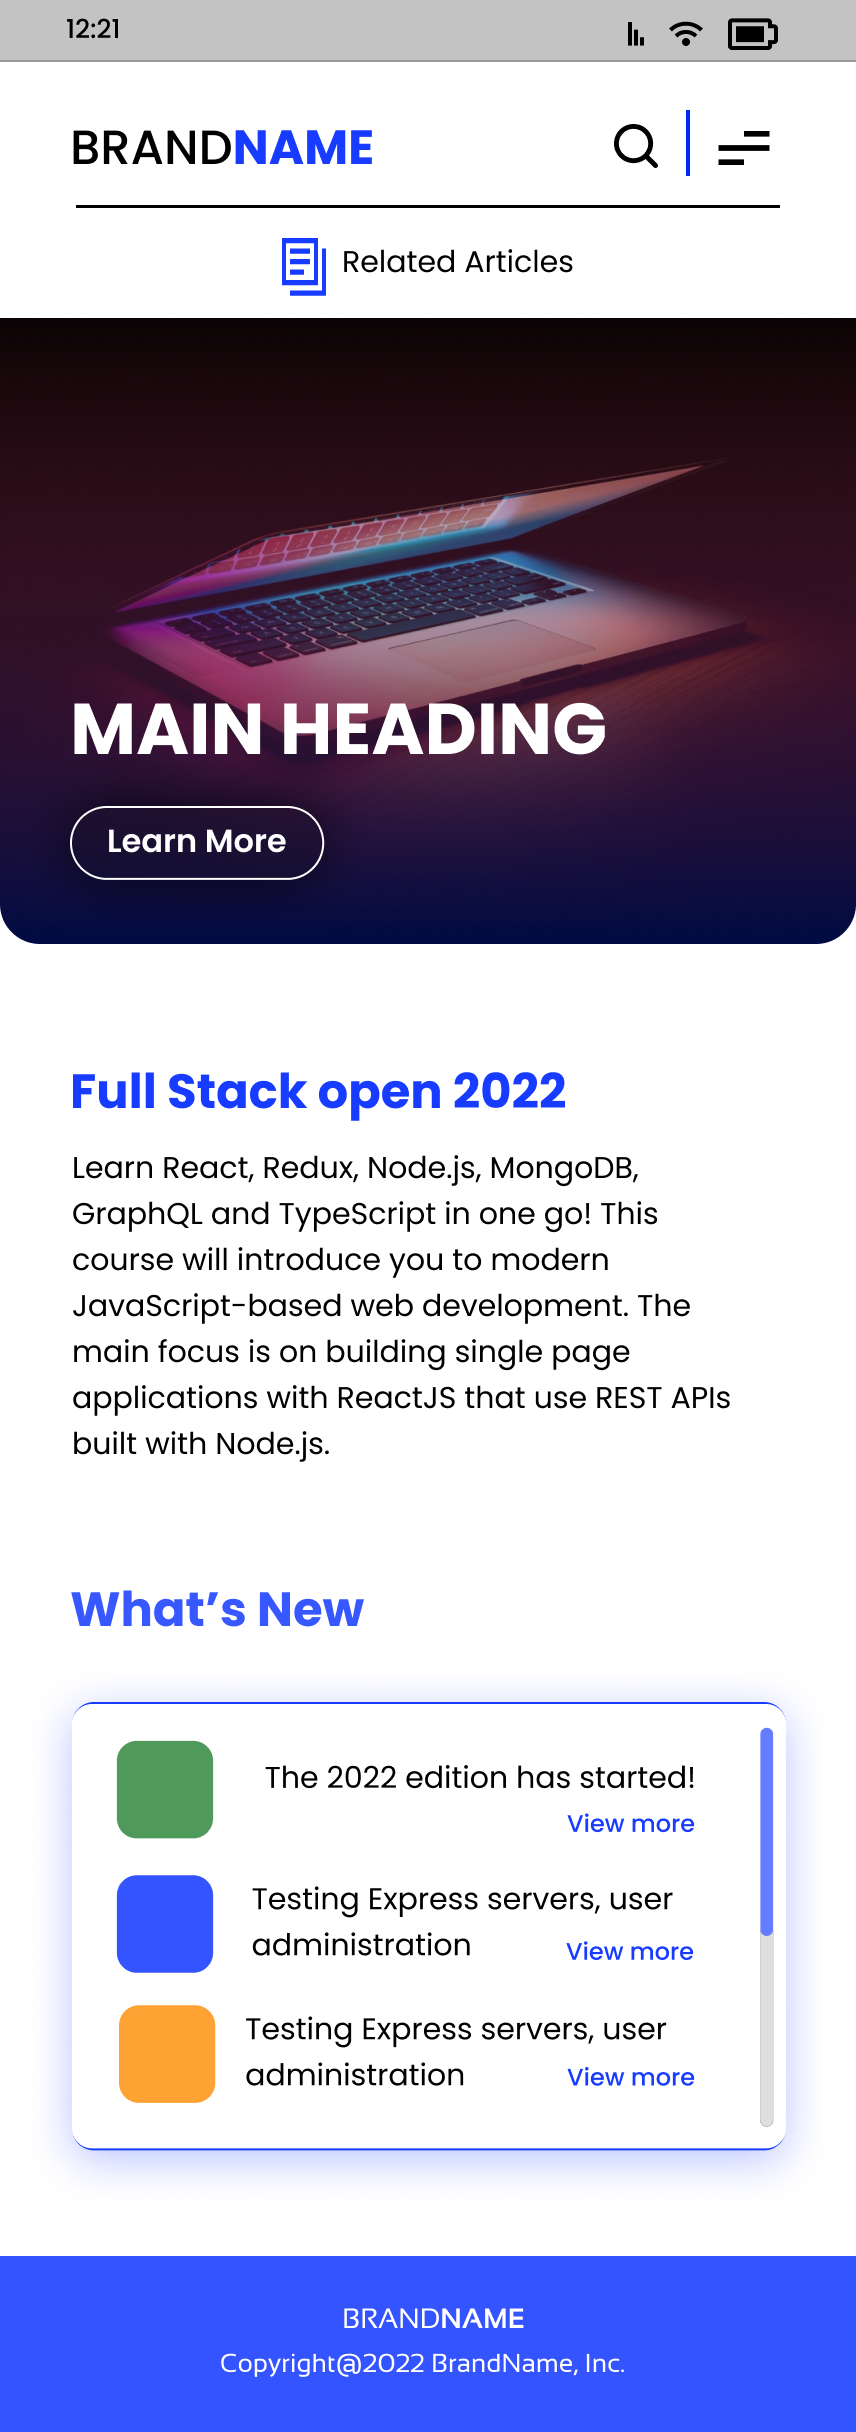 12:21
BRANDNAME
Related Articles
MAIN HEADING
Learn More
Full Stack open 2022
Learn React, Redux, Node.js, MongoDB,
GraphQL and TypeScript in one go! This
course will introduce you to modern
JavaScript-based web development. The
main focus is on building single page
applications with ReactJS that use REST APIs
built with Node.js.
What’s New
The 2022 edition has started!
View more
Testing Express servers, user
administration
View more
Testing Express servers, user
administration
View more
BRANDNAME
Copyright@2022 BrandName, Inc.